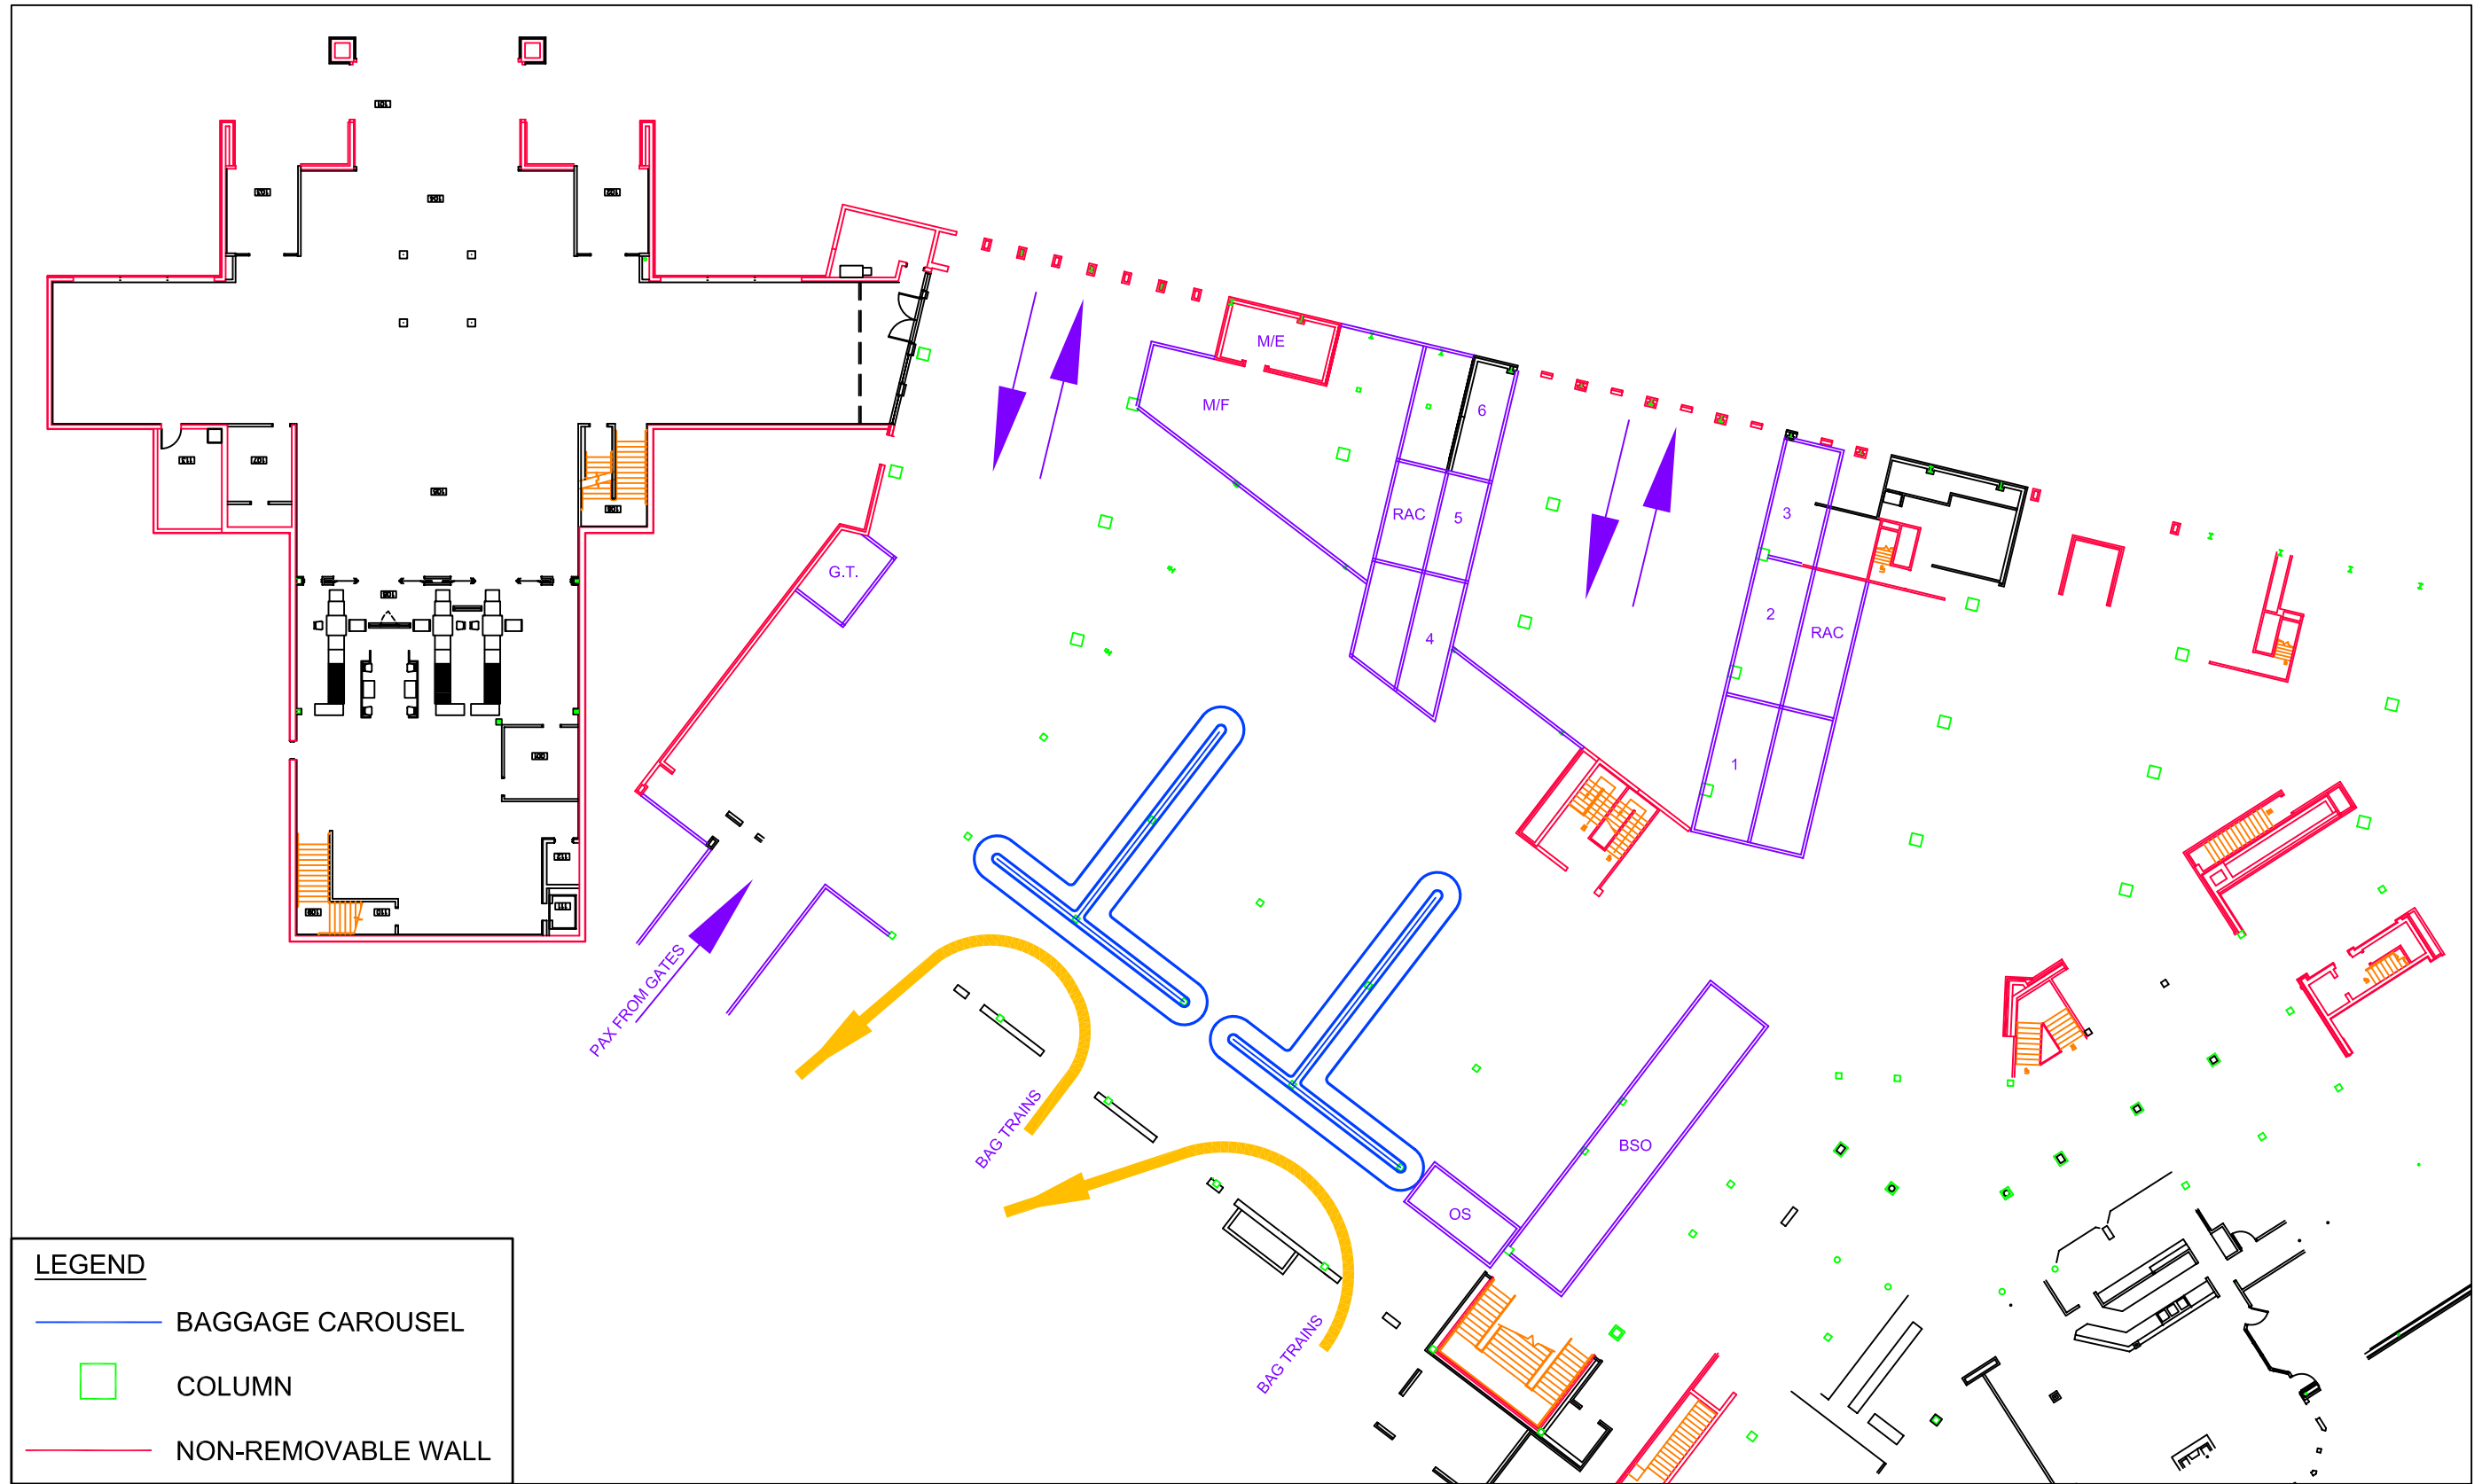 M/E
M/F
6
RAC
5
3
G.T.
2
RAC
4
1
PAX FROM GATES
BAG TRAINS
BSO
OS
BAG TRAINS
LEGEND
BAGGAGE CAROUSEL
COLUMN
NON-REMOVABLE WALL